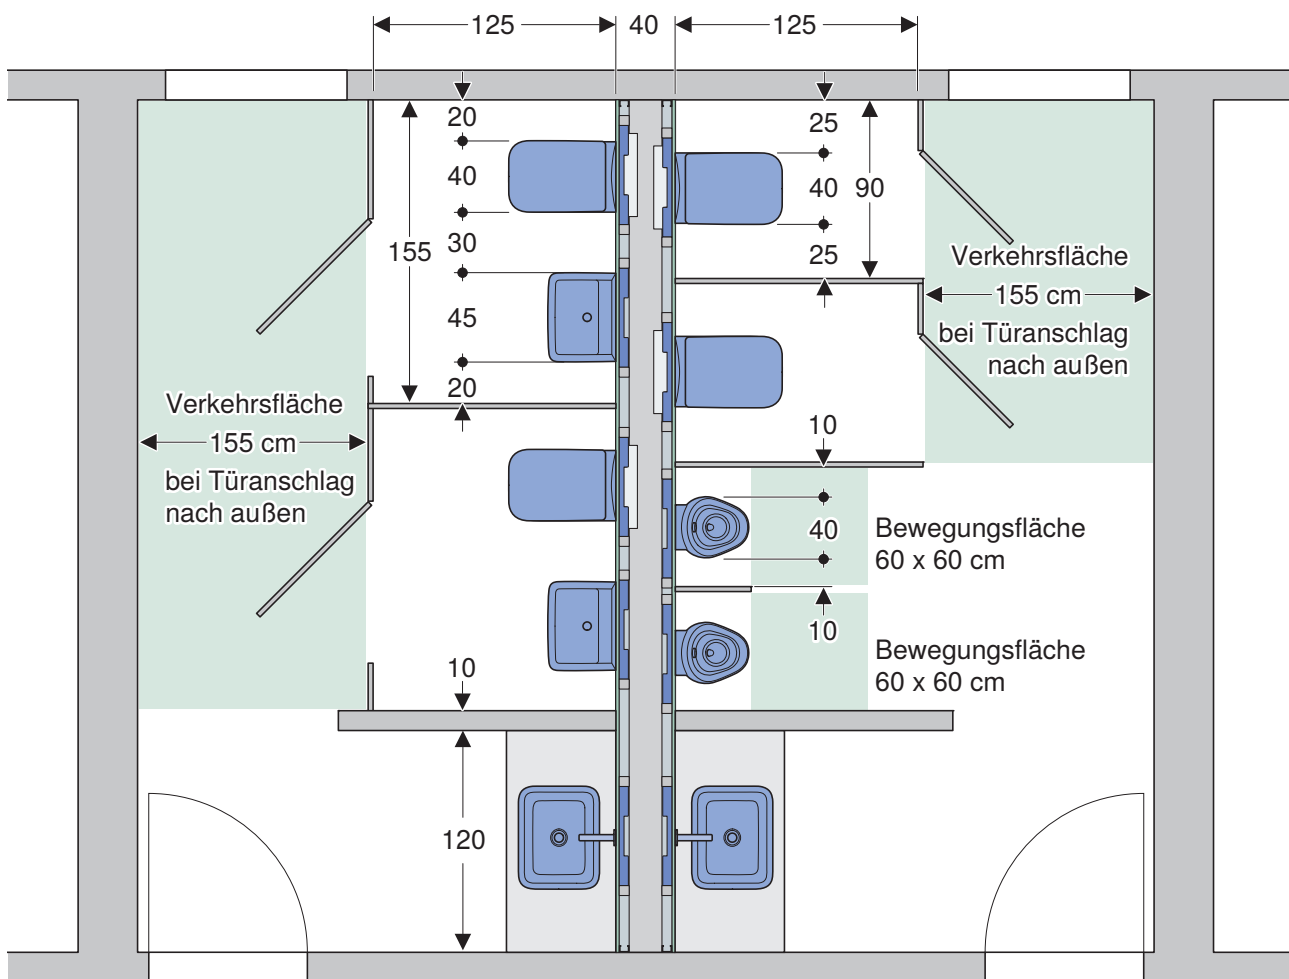 125
40
125
20
40
30
45
20
155
25
40
25
90
Verkehrsfläche
155 cm
bei Türanschlag
nach außen
Verkehrsfläche
155 cm
bei Türanschlag
nach außen
10
40
10
Bewegungsfläche
60 x 60 cm
Bewegungsfläche
60 x 60 cm
10
120